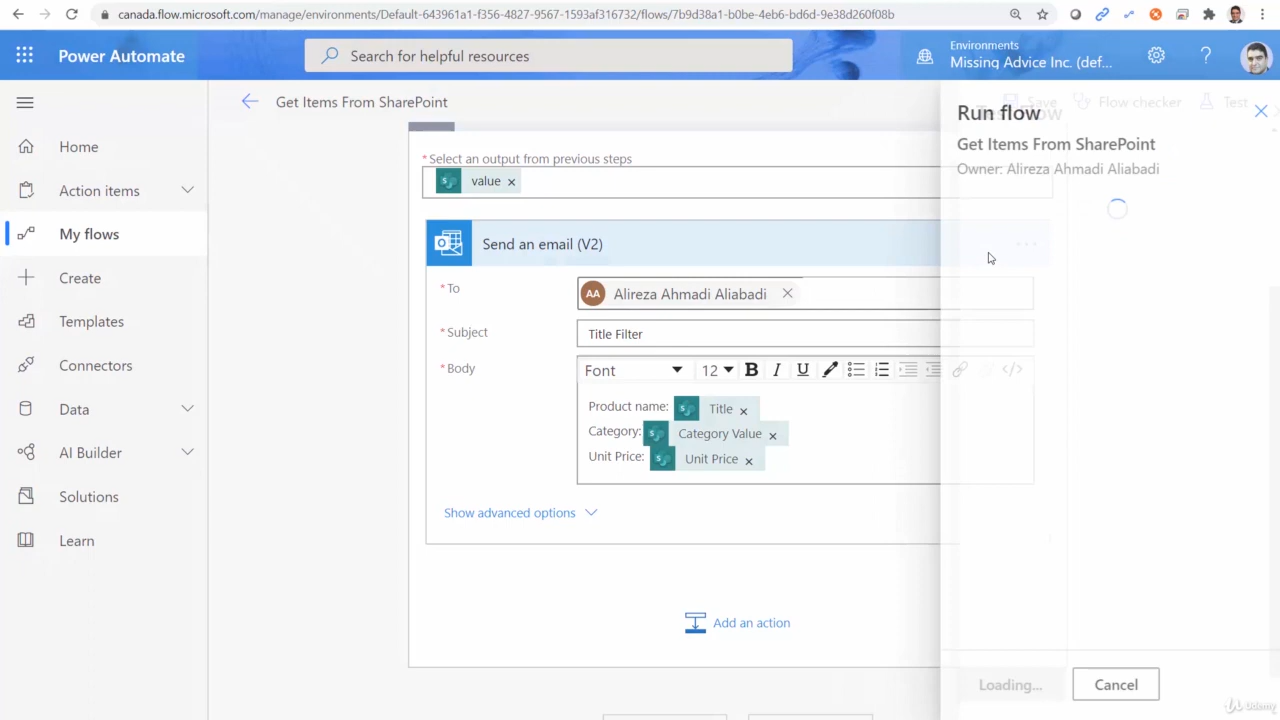 canada.flow.microsoft.com/manage/environments/Default-643961a1-f356-4827-9567-1593af316732/flows/7b9d38a1-b0be-4eb6-bd6d-9e38d260f08b
Power Automate
Search for helpful resources
Environments
Missing Advice Inc. (def...
Get Items From SharePoint
Save
Flow checker
Test
Home
Action items
My flows
Create
Templates
Connectors
Data
AI Builder
Solutions
Learn
* Select an output from previous steps
value
Send an email (V2)
* To
AA Alireza Ahmadi Aliabadi
* Subject
Title Filter
* Body
Font
12
B I U
</>
Product name: Title
Category: Category Value
Unit Price: Unit Price
Show advanced options
Add an action
Run flow
Get Items From SharePoint
Owner: Alireza Ahmadi Aliabadi
Loading...
Cancel
Udemy